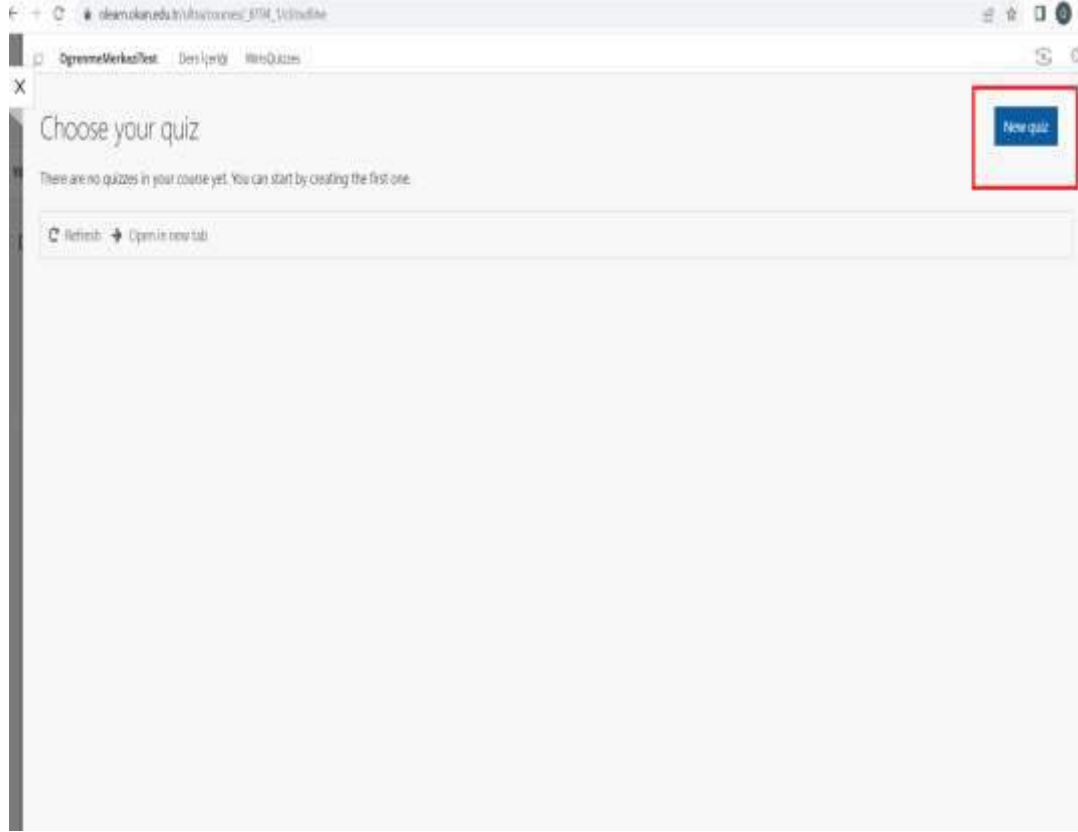 OgrenmeMerkeziTest Ders İçeriği WirisQuizzes
X
Choose your quiz
New quiz
There are no quizzes in your course yet. You can start by creating the first one.
Refresh Open in new tab